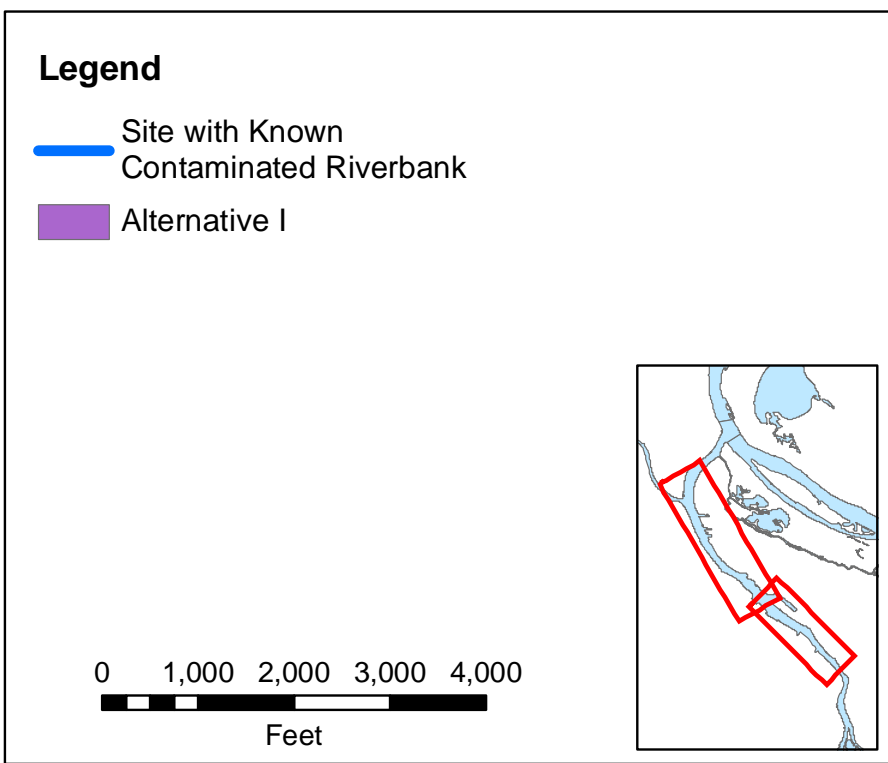 Legend
Site with Known
Contaminated Riverbank
Alternative I
0 1,000 2,000 3,000 4,000
Feet